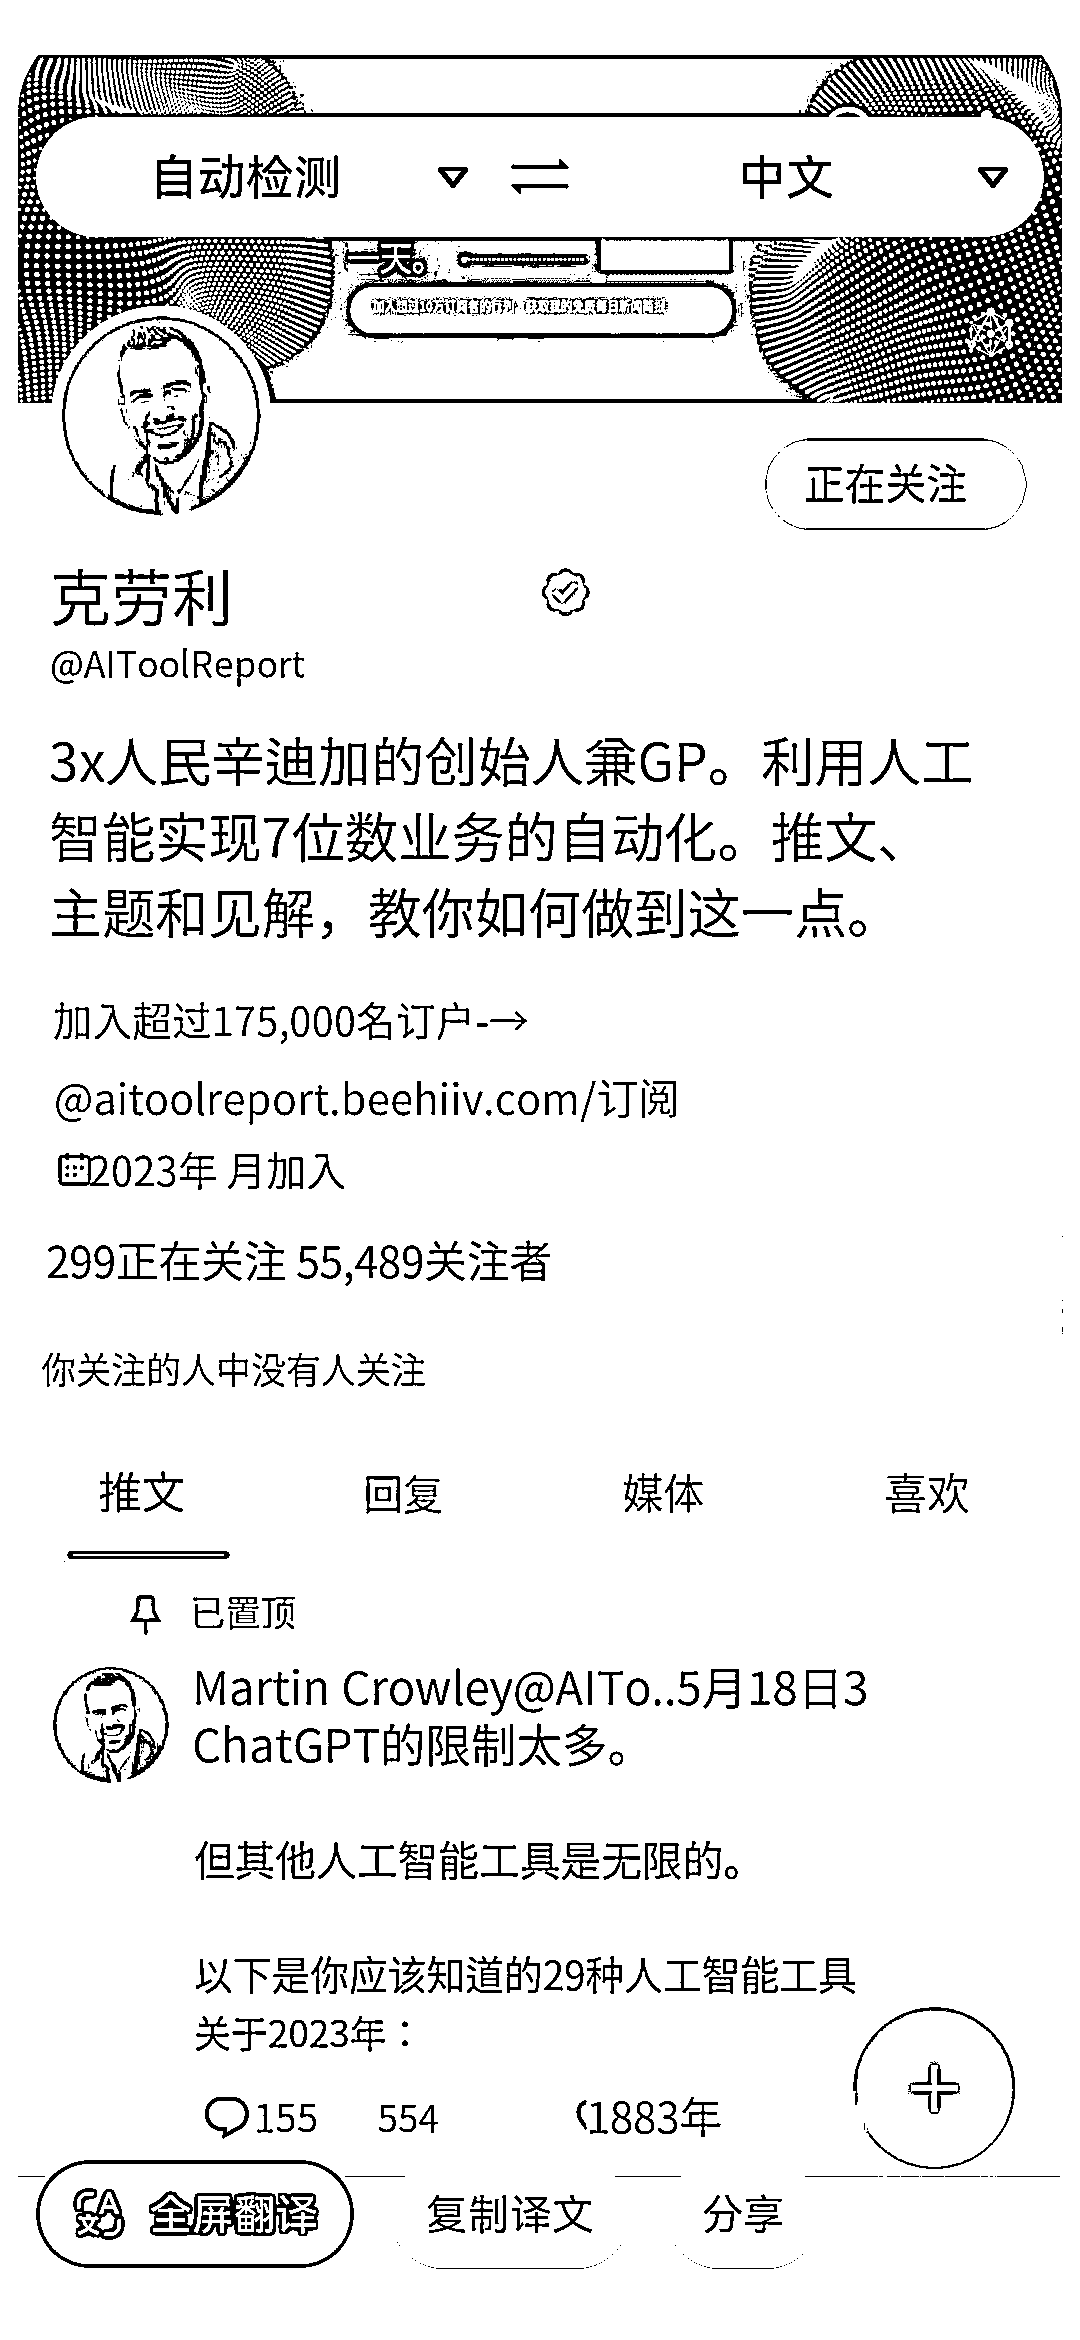 自动检测 中文
一天。
正在关注
克劳利
@AIToolReport
3x人民辛迪加的创始人兼GP。利用人工
智能实现7位数业务的自动化。推文、
主题和见解，教你如何做到这一点。
加入超过175,000名订户-→
@aitoolreport.beehiiv.com/订阅
2023年 月加入
299正在关注 55,489关注者
你关注的人中没有人关注
推文 回复 媒体 喜欢
已置顶
Martin Crowley@AITo..5月18日3
ChatGPT的限制太多。
但其他人工智能工具是无限的。
以下是你应该知道的29种人工智能工具
关于2023年：
155 554 1883年
全屏翻译 复制译文 分享